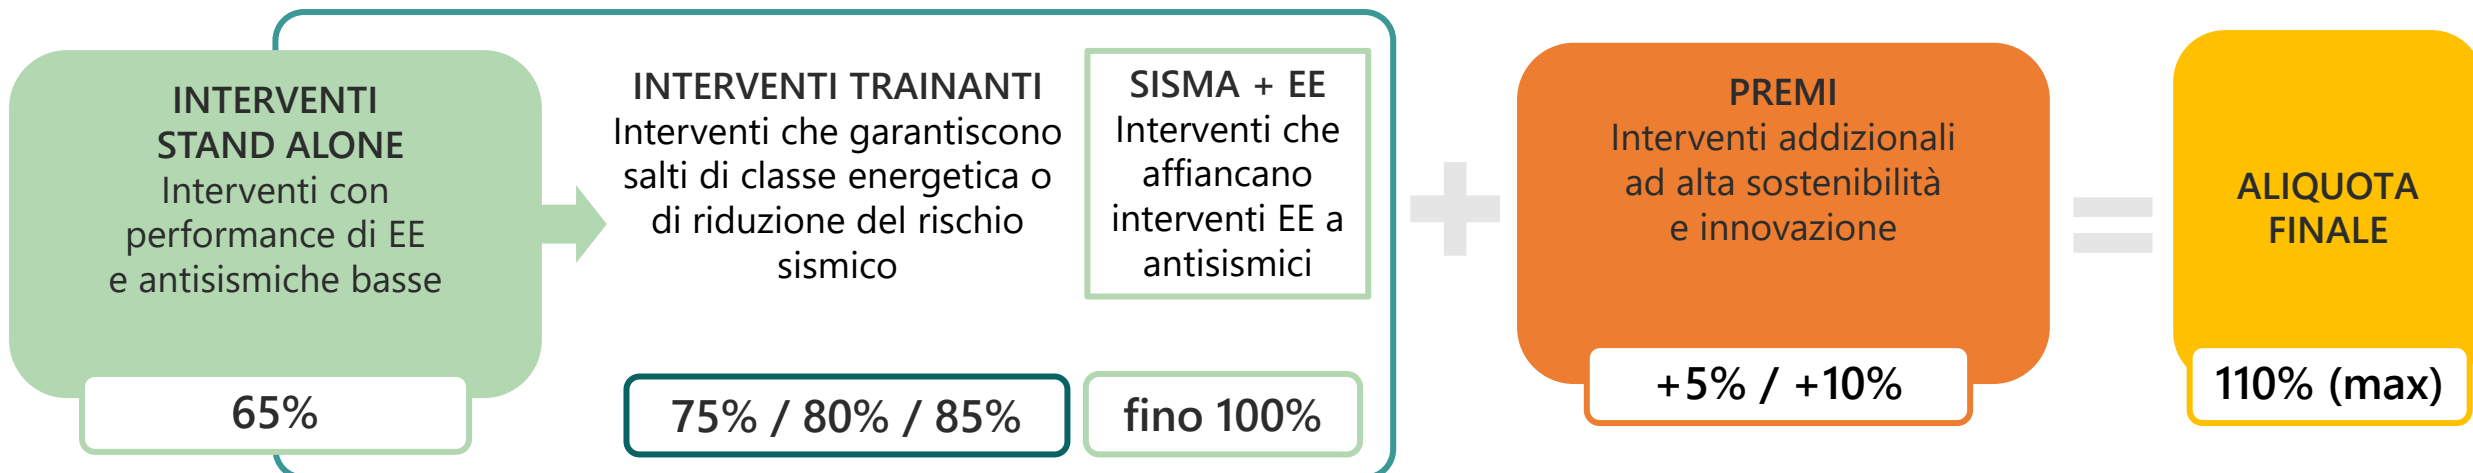 INTERVENTI
STAND ALONE
Interventi con
performance di EE
e antisismiche basse
65%
INTERVENTI TRAINANTI
Interventi che garantiscono
salti di classe energetica o
di riduzione del rischio
sismico
75% / 80% / 85%
SISMA + EE
Interventi che
affiancano
interventi EE a
antisismici
fino 100%
+
PREMI
Interventi addizionali
ad alta sostenibilità
e innovazione
+5% / +10%
=
ALIQUOTA
FINALE
110% (max)